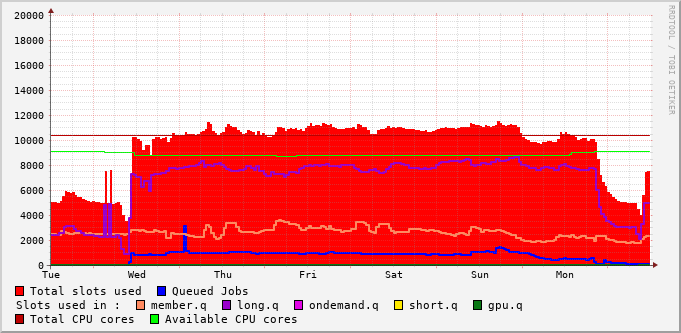 20000
18000
16000
14000
12000
10000
8000
6000
4000
2000
0
Tue Wed Thu Fri Sat Sun Mon
RRDTOOL / TOBI OETIKER
Total slots used Queued Jobs
Slots used in : member.q long.q ondemand.q short.q gpu.q
Total CPU cores Available CPU cores